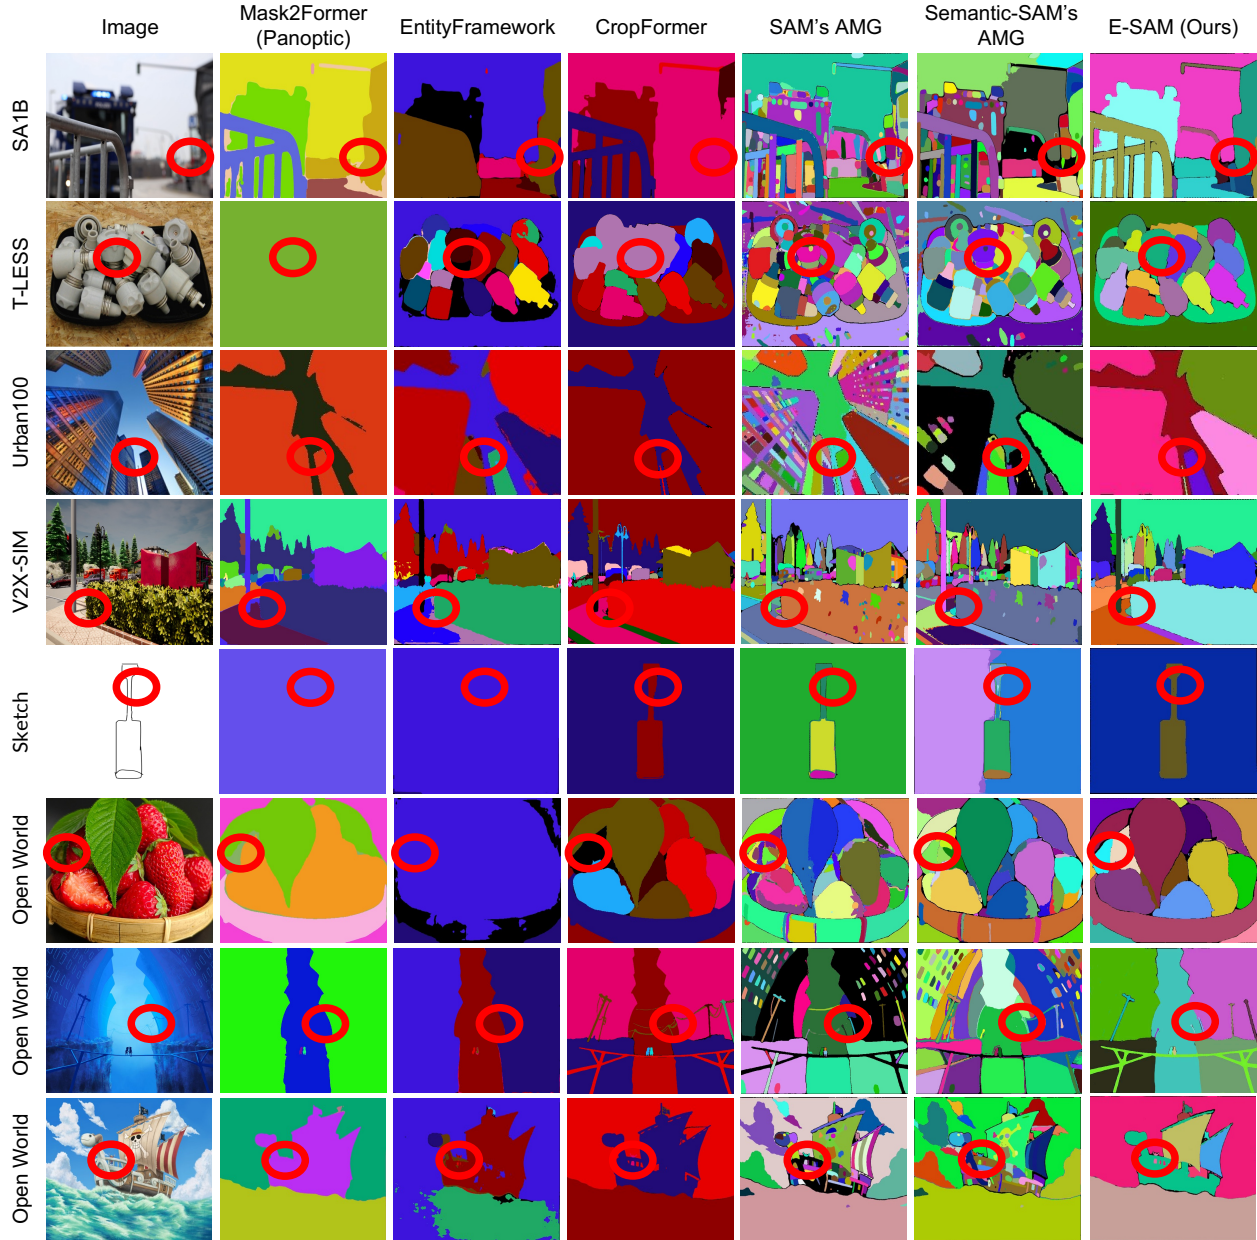 Image
Mask2Former
(Panoptic)
EntityFramework
CropFormer
SAM's AMG
Semantic-SAM's
AMG
E-SAM (Ours)
SA1B
T-LESS
Urban100
V2X-SIM
Sketch
Open World
Open World
Open World